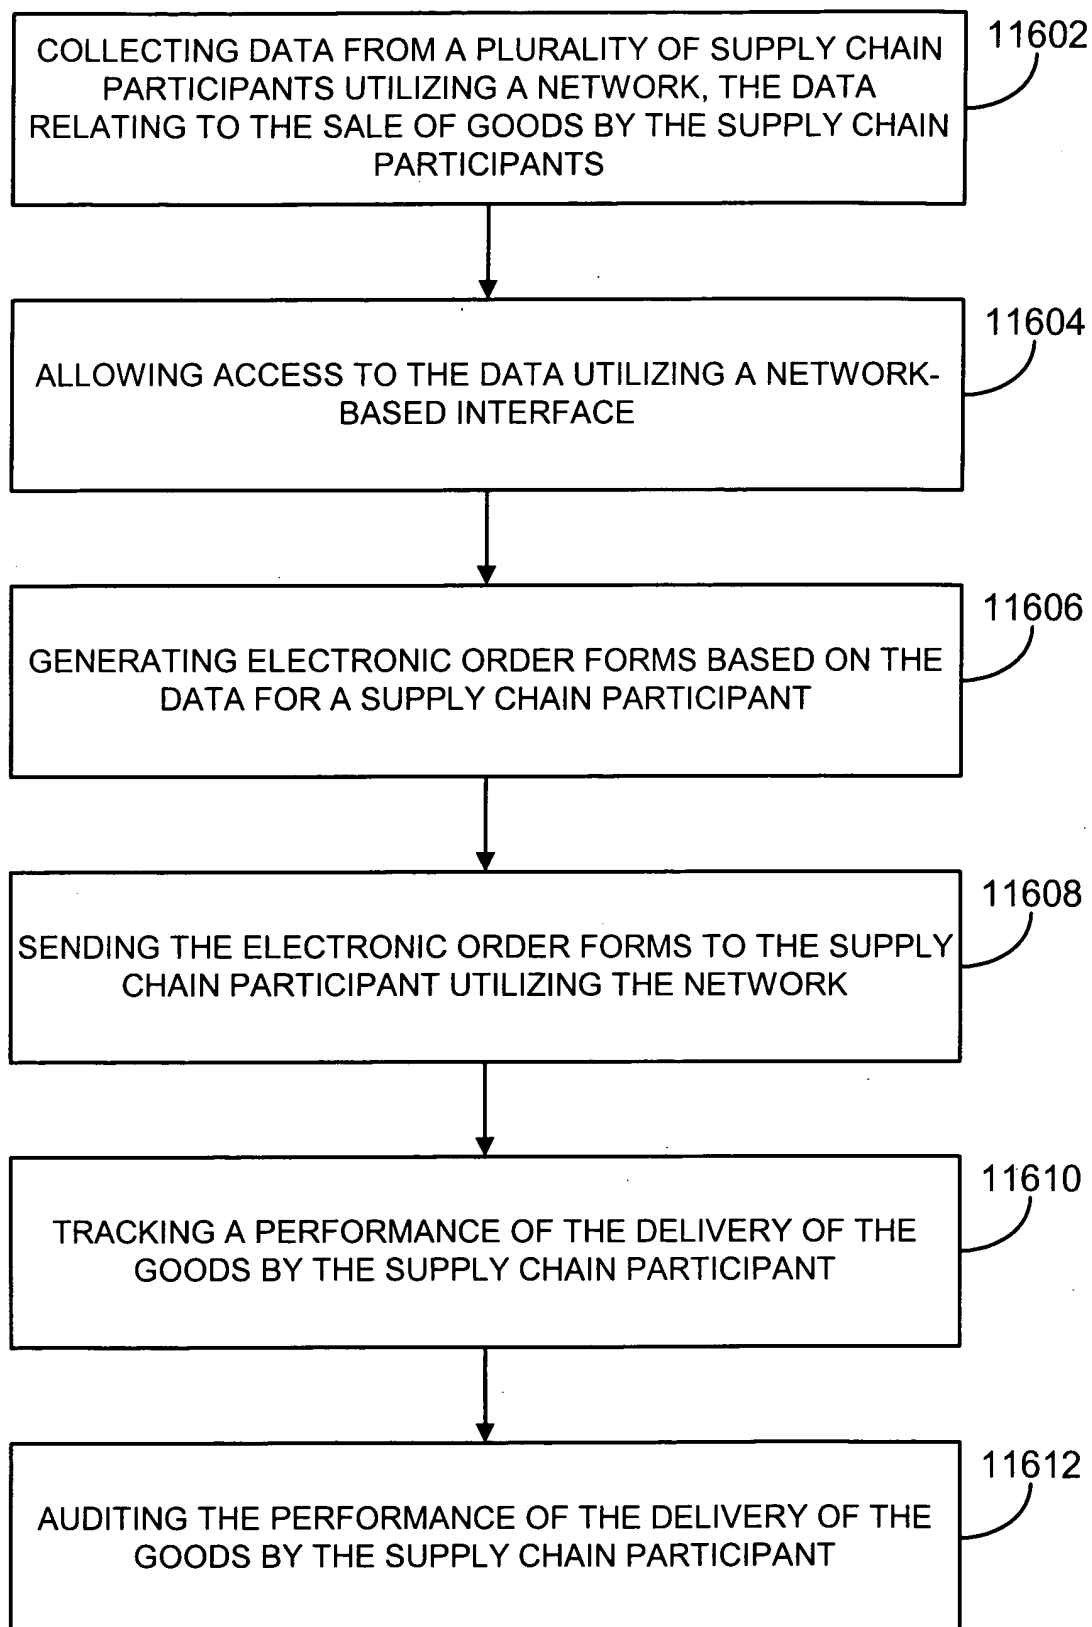 COLLECTING DATA FROM A PLURALITY OF SUPPLY CHAIN
PARTICIPANTS UTILIZING A NETWORK, THE DATA
RELATING TO THE SALE OF GOODS BY THE SUPPLY CHAIN
PARTICIPANTS
11602
ALLOWING ACCESS TO THE DATA UTILIZING A NETWORK-
BASED INTERFACE
11604
GENERATING ELECTRONIC ORDER FORMS BASED ON THE
DATA FOR A SUPPLY CHAIN PARTICIPANT
11606
SENDING THE ELECTRONIC ORDER FORMS TO THE SUPPLY
CHAIN PARTICIPANT UTILIZING THE NETWORK
11608
TRACKING A PERFORMANCE OF THE DELIVERY OF THE
GOODS BY THE SUPPLY CHAIN PARTICIPANT
11610
AUDITING THE PERFORMANCE OF THE DELIVERY OF THE
GOODS BY THE SUPPLY CHAIN PARTICIPANT
11612